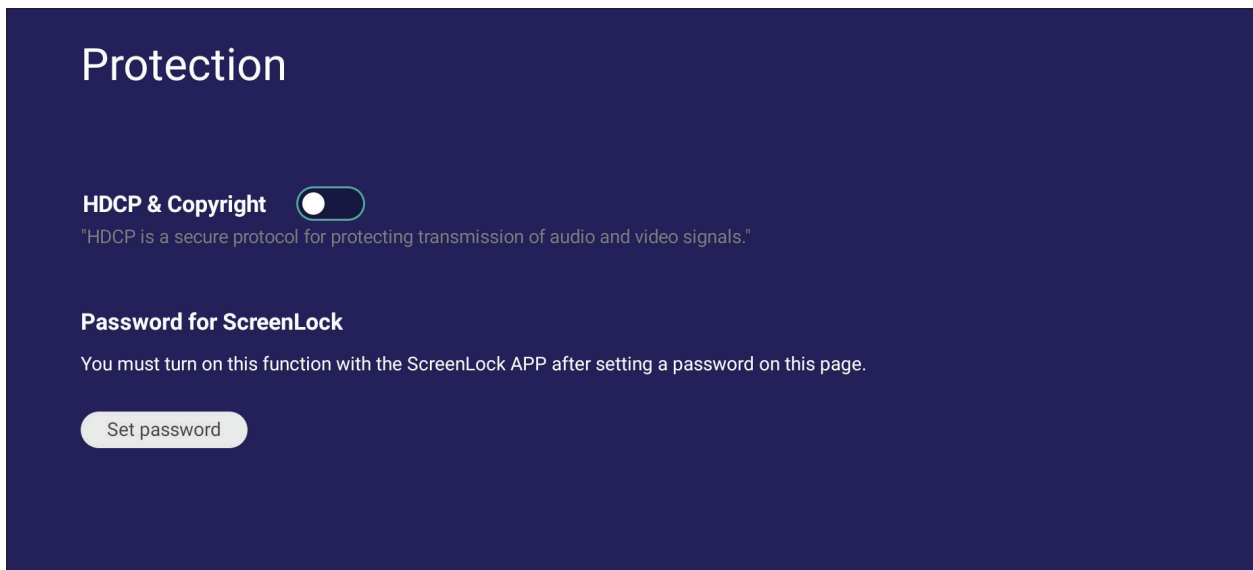 Protection
HDCP & Copyright
"HDCP is a secure protocol for protecting transmission of audio and video signals."
Password for ScreenLock
You must turn on this function with the ScreenLock APP after setting a password on this page.
Set password